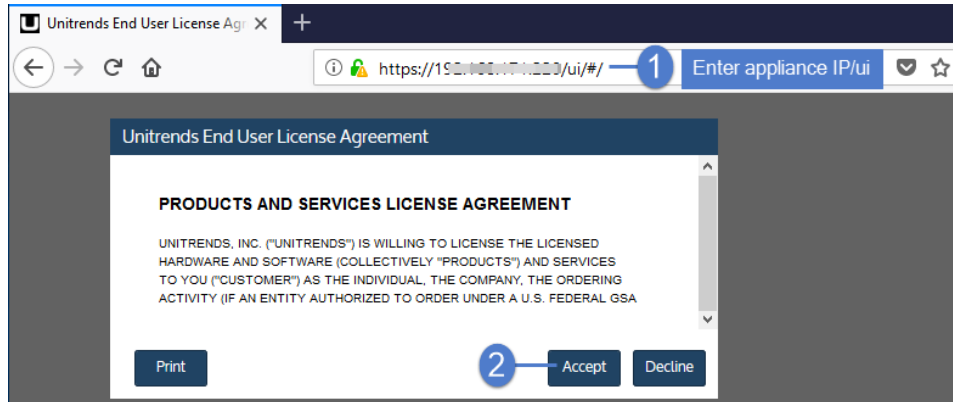 Unitrends End User License Agr
https://19 /ui/#/
1
Enter appliance IP/ui
Unitrends End User License Agreement
PRODUCTS AND SERVICES LICENSE AGREEMENT
UNITRENDS, INC. ("UNITRENDS") IS WILLING TO LICENSE THE LICENSED
HARDWARE AND SOFTWARE (COLLECTIVELY "PRODUCTS") AND SERVICES
TO YOU ("CUSTOMER") AS THE INDIVIDUAL, THE COMPANY, THE ORDERING
ACTIVITY (IF AN ENTITY AUTHORIZED TO ORDER UNDER A U.S. FEDERAL GSA
Print
2
Accept
Decline